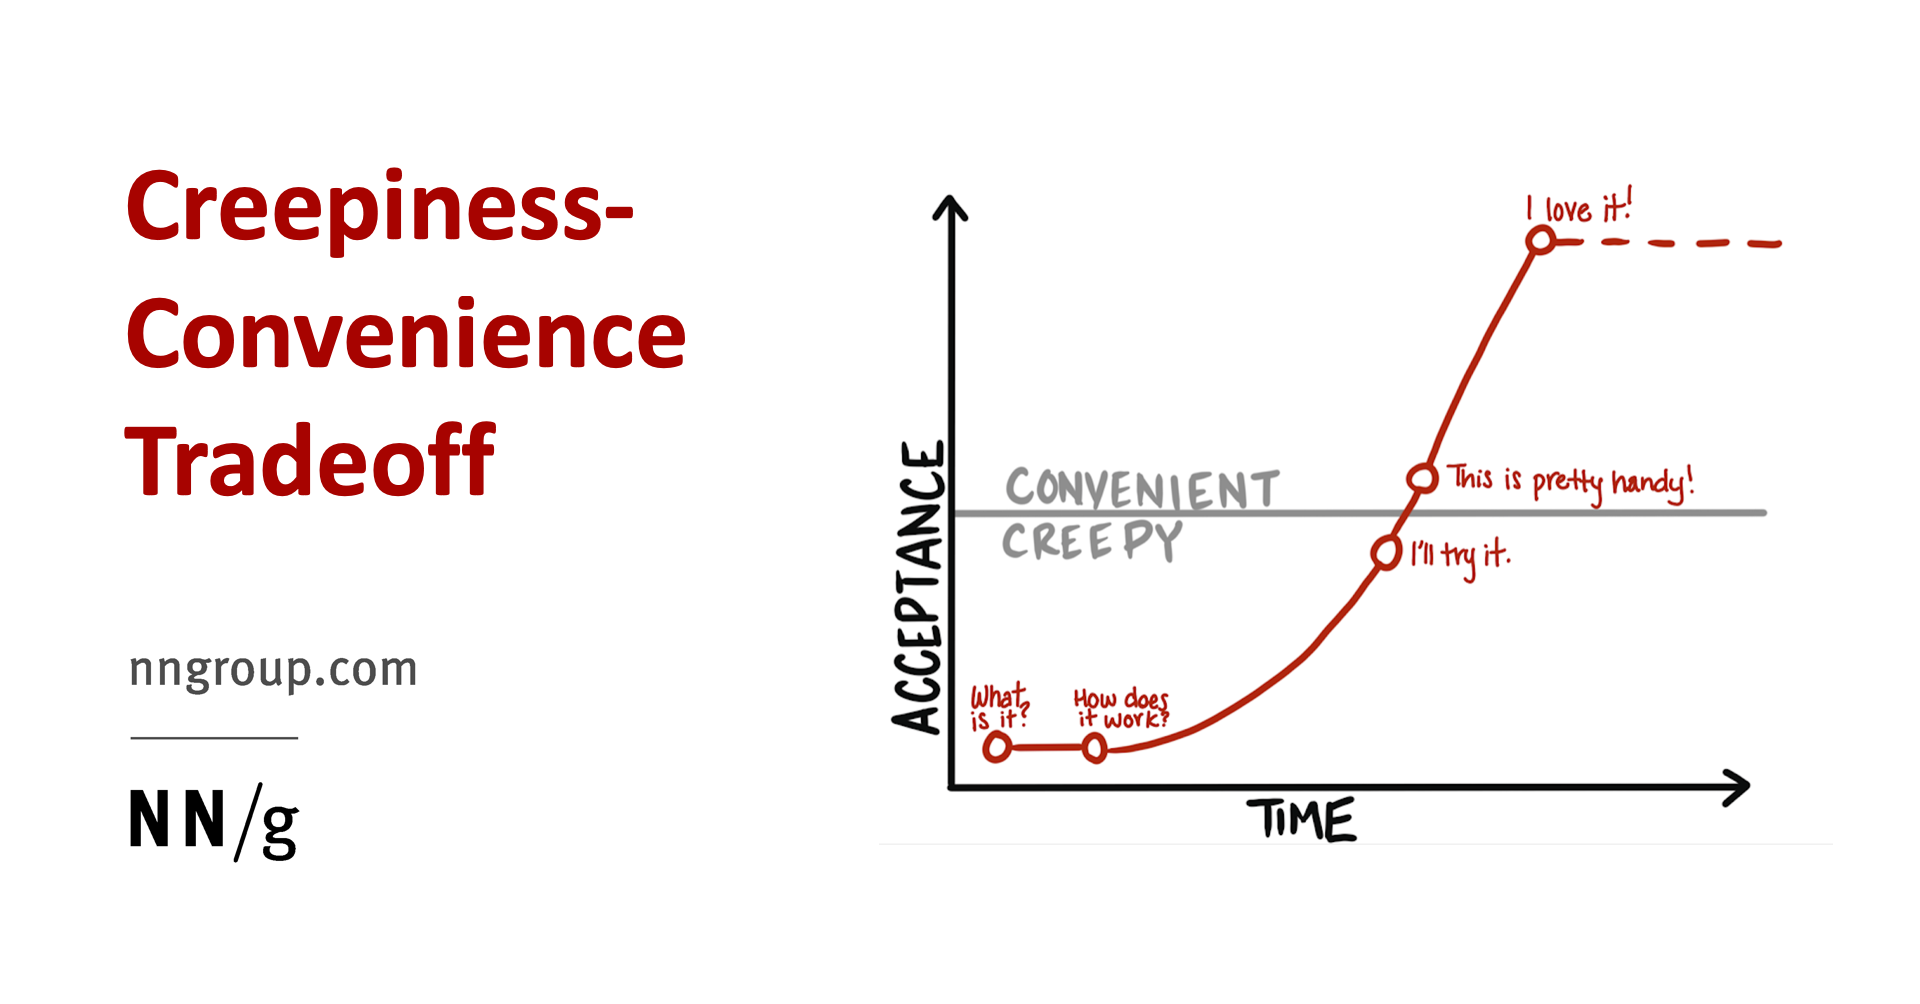 Creepiness-
Convenience
Tradeoff
nngroup.com
NN/g
I love it!
This is pretty handy!
CONVENIENT
CREEPY
I'll try it.
ACCEPTANCE
What
is it?
How does
it work?
TIME